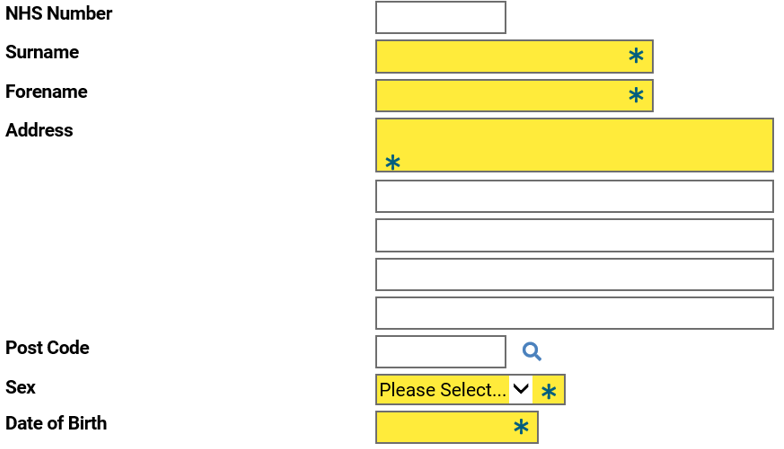 NHS Number
Surname
Forename
Address
Post Code
Sex
Please Select...
Date of Birth